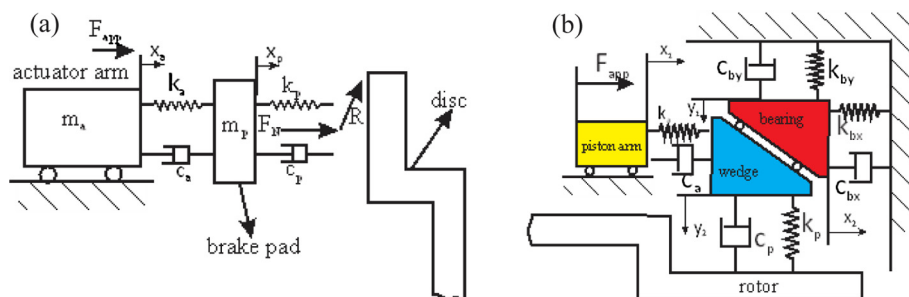 (a)
F_app
x_a
actuator arm
k_a
m_a
c_a
x_p
k_p
m_p
F_N
c_p
R
disc
brake pad
(b)
F_app
x_1
piston arm
k_a
C_a
y_1
C_by
k_by
bearing
k_bx
C_bx
wedge
y_2
x_2
C_p
k_p
rotor